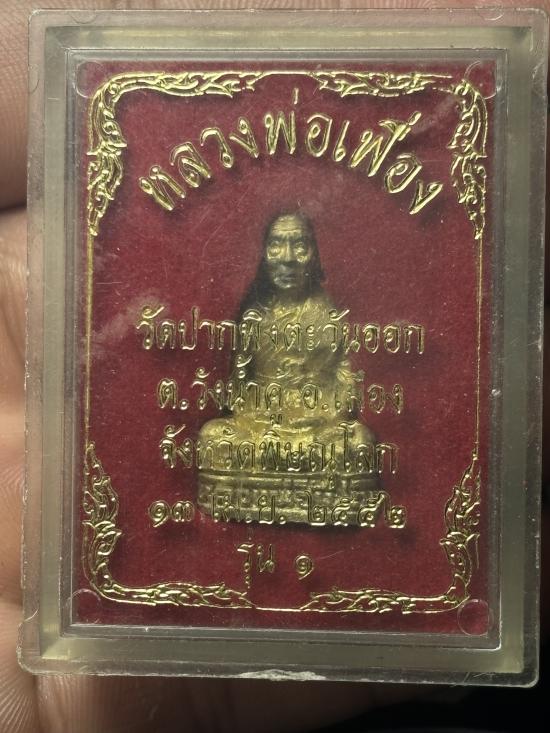 หลวงพ่อเฟื่อง
วัดปากพิงตะวันออก
ต.วังน้ำคู้ อ.เมือง
จังหวัดพิษณุโลก
๑๓ เม.ย. ๒๕๕๒
รุ่น ๑